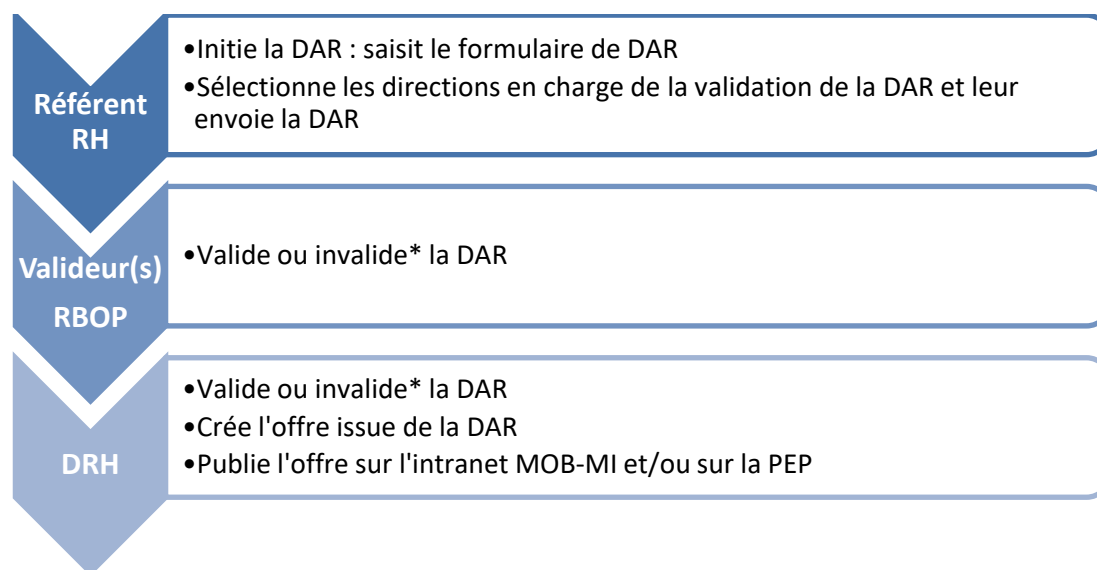 Référent
RH
•Initie la DAR : saisit le formulaire de DAR
•Sélectionne les directions en charge de la validation de la DAR et leur
envoie la DAR
Valideur(s)
RBOP
•Valide ou invalide* la DAR
DRH
•Valide ou invalide* la DAR
•Crée l'offre issue de la DAR
•Publie l'offre sur l'intranet MOB-MI et/ou sur la PEP